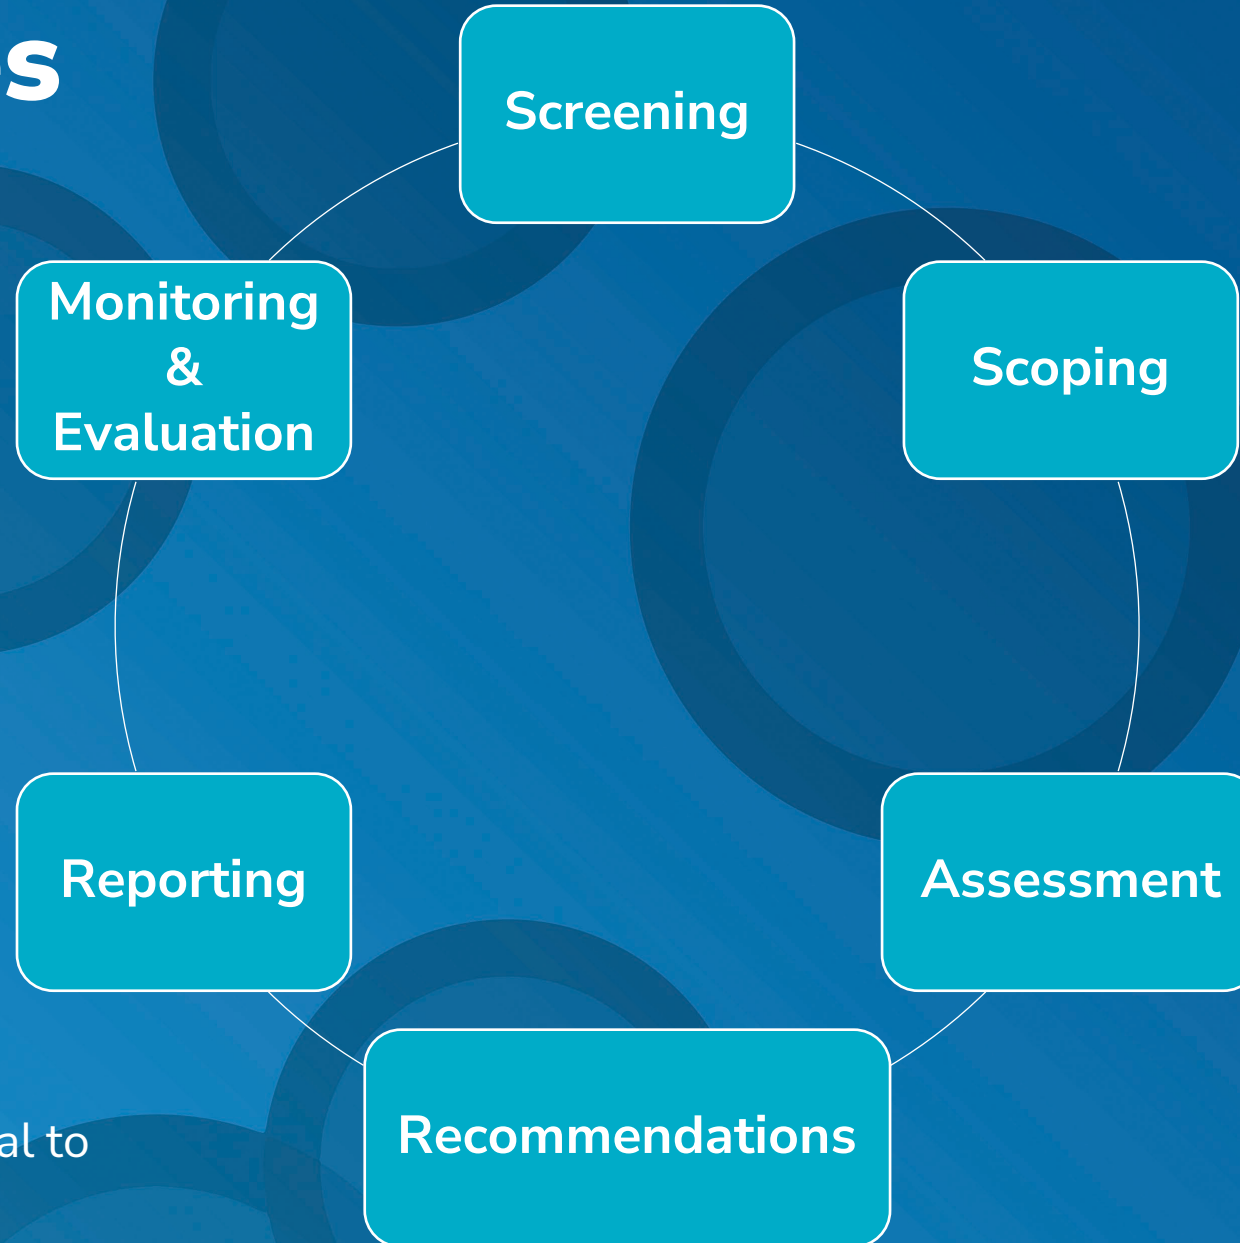 s
Screening
Monitoring
&
Evaluation
Scoping
Reporting
Assessment
Recommendations
al to